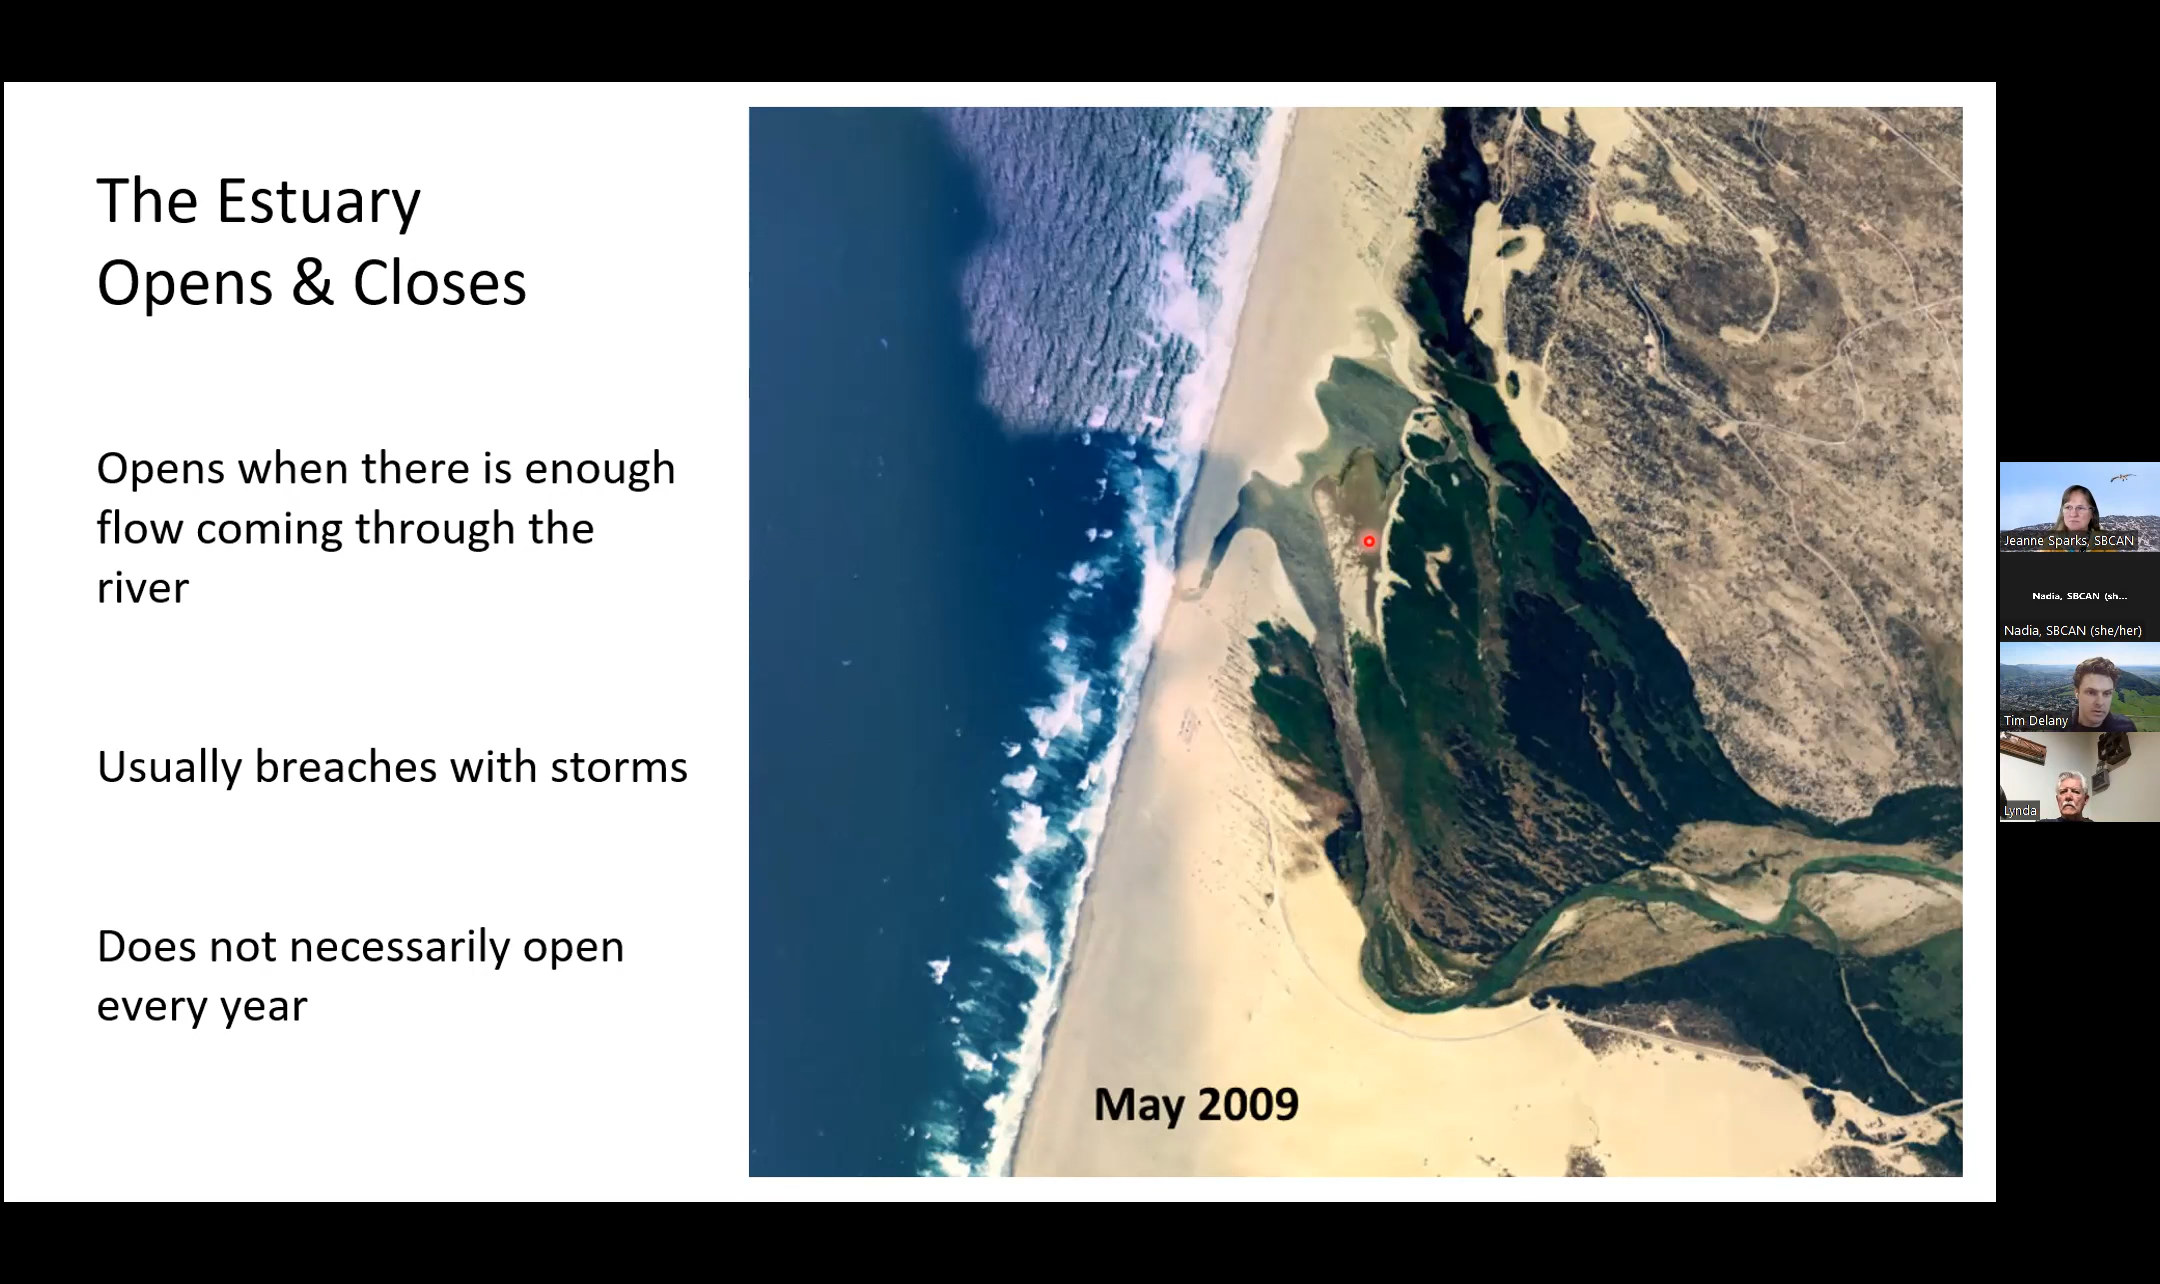 The Estuary
Opens & Closes
Opens when there is enough
flow coming through the
river
Usually breaches with storms
Does not necessarily open
every year
May 2009
Jeanne Sparks, SBCAN
Nadia, SBCAN (sh...
Nadia, SBCAN (she/her)
Tim Delany
Lynda